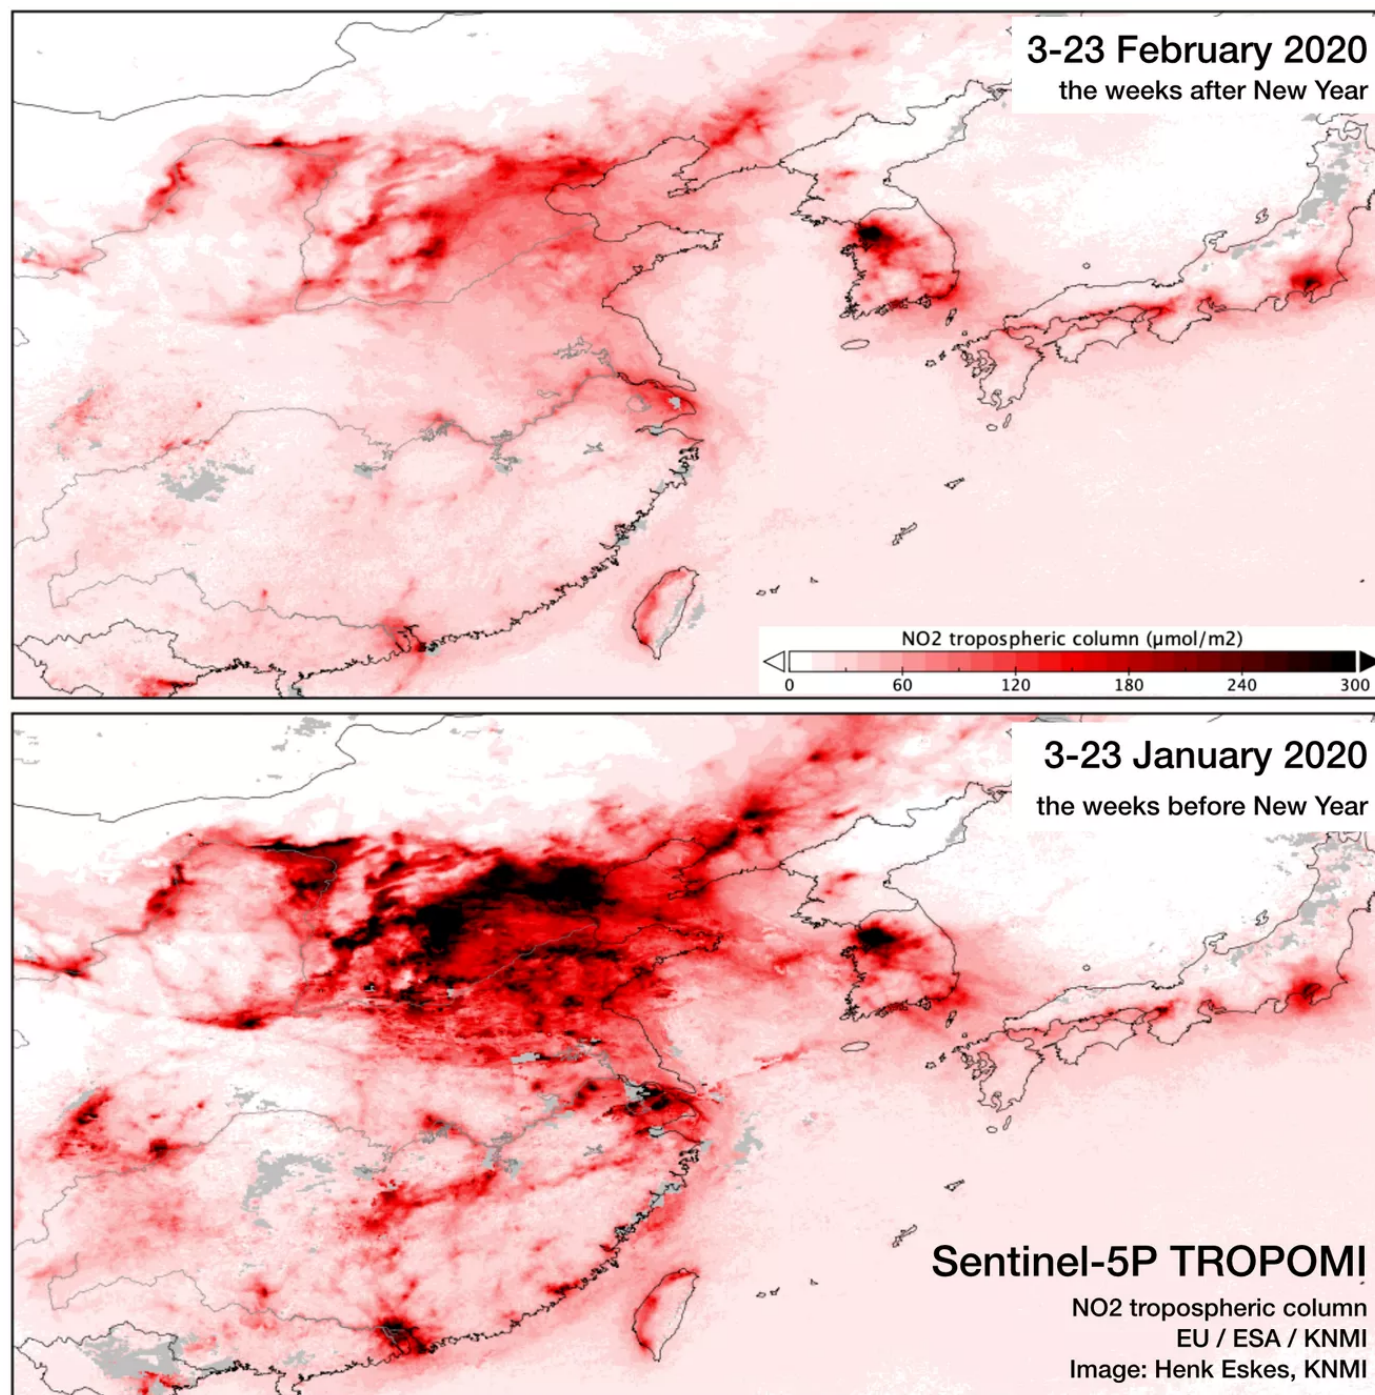 3-23 February 2020
the weeks after New Year
NO2 tropospheric column (µmol/m2)
0 60 120 180 240 300
3-23 January 2020
the weeks before New Year
Sentinel-5P TROPOMI
NO2 tropospheric column
EU / ESA / KNMI
Image: Henk Eskes, KNMI